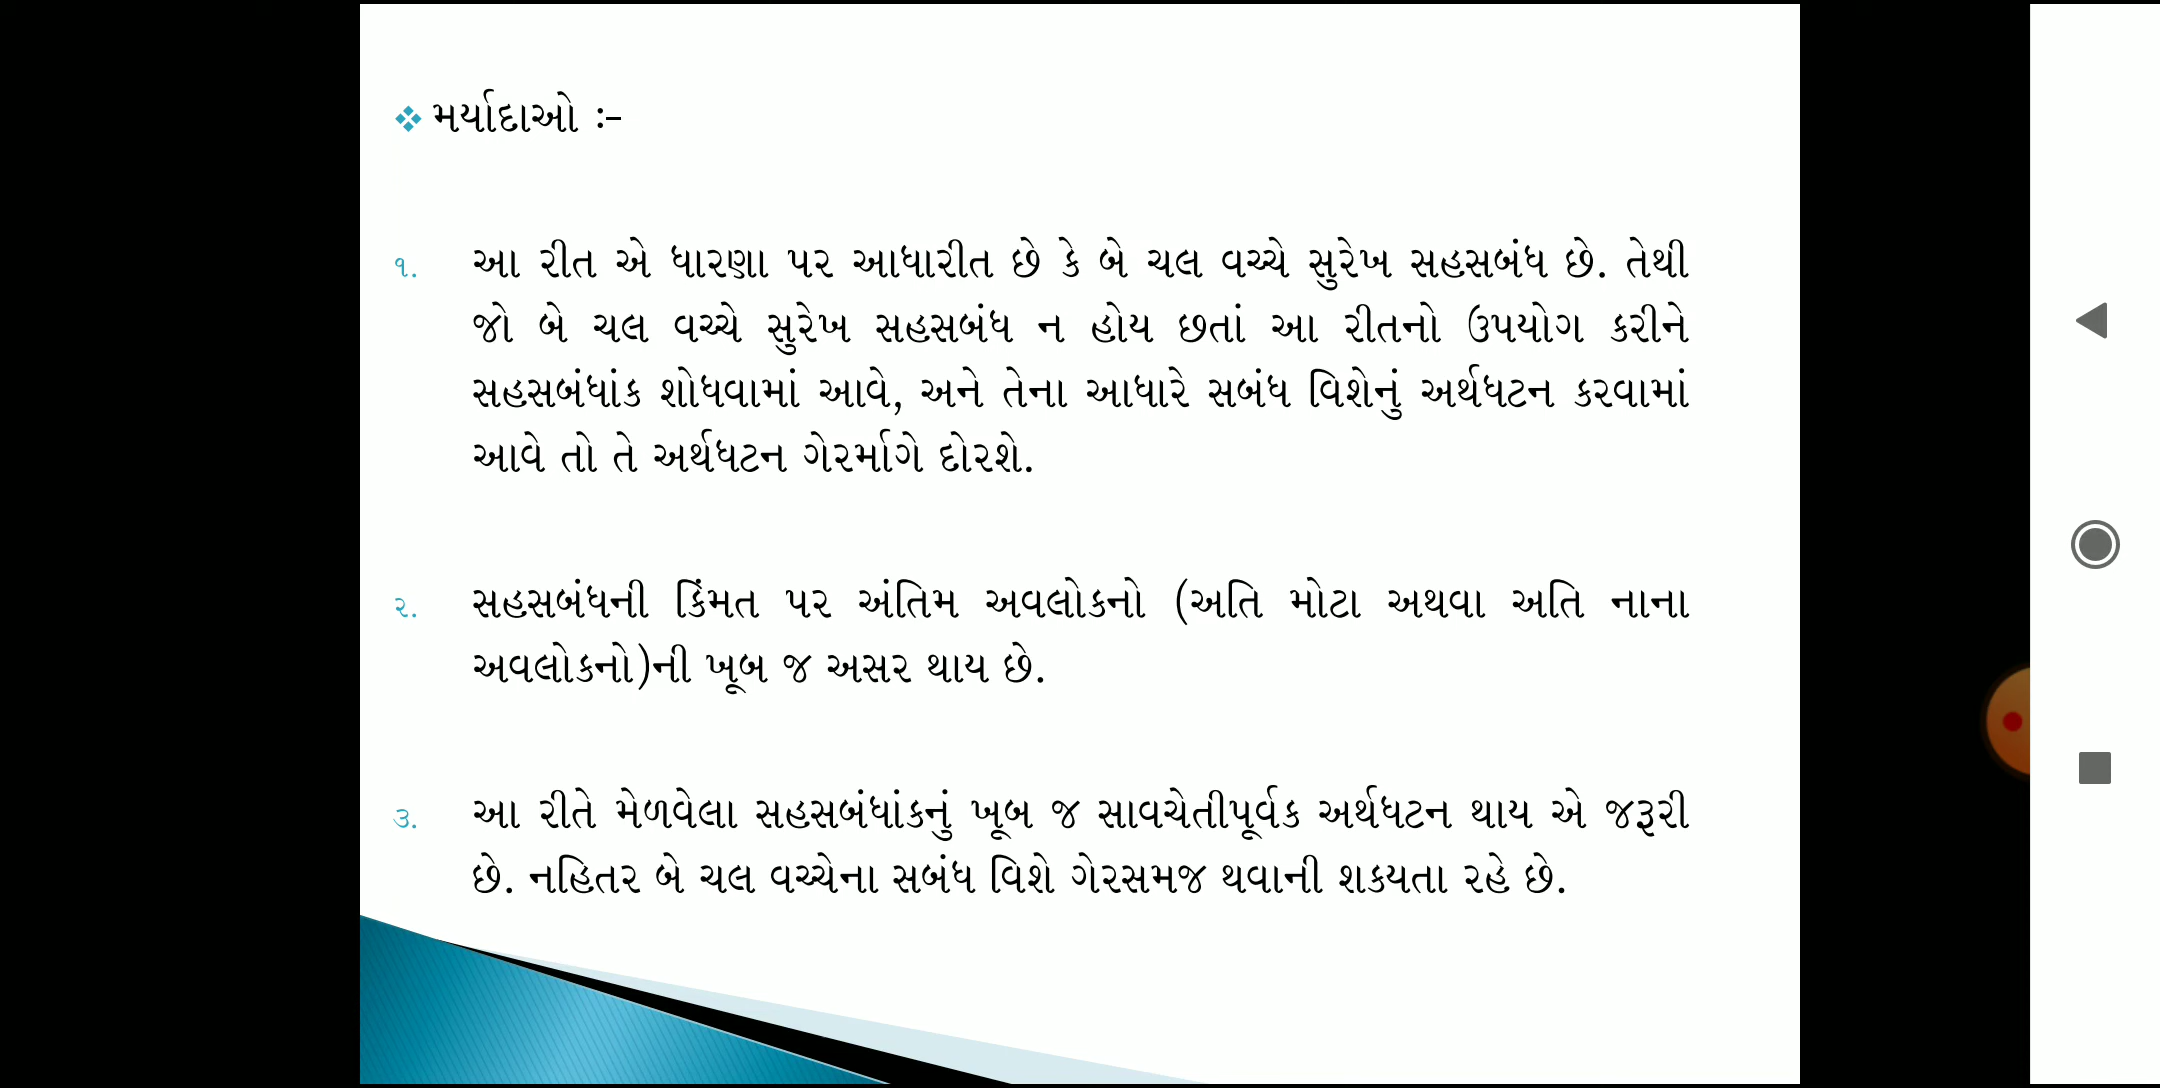 ❖ મર્યાદાઓ :-
૧. આ રીત એ ધારણા પર આધારીત છે કે બે ચલ વચ્ચે સુરેખ સહસબંધ છે. તેથી
જો બે ચલ વચ્ચે સુરેખ સહસબંધ ન હોય છતાં આ રીતનો ઉપયોગ કરીને
સહસબંધાંક શોધવામાં આવે, અને તેના આધારે સબંધ વિશેનું અર્થધટન કરવામાં
આવે તો તે અર્થધટન ગેરમાર્ગે દોરશે.
૨. સહસબંધની કિંમત પર અંતિમ અવલોકનો (અતિ મોટા અથવા અતિ નાના
અવલોકનો)ની ખૂબ જ અસર થાય છે.
૩. આ રીતે મેળવેલા સહસબંધાંકનું ખૂબ જ સાવચેતીપૂર્વક અર્થધટન થાય એ જરૂરી
છે. નહિતર બે ચલ વચ્ચેના સબંધ વિશે ગેરસમજ થવાની શકયતા રહે છે.